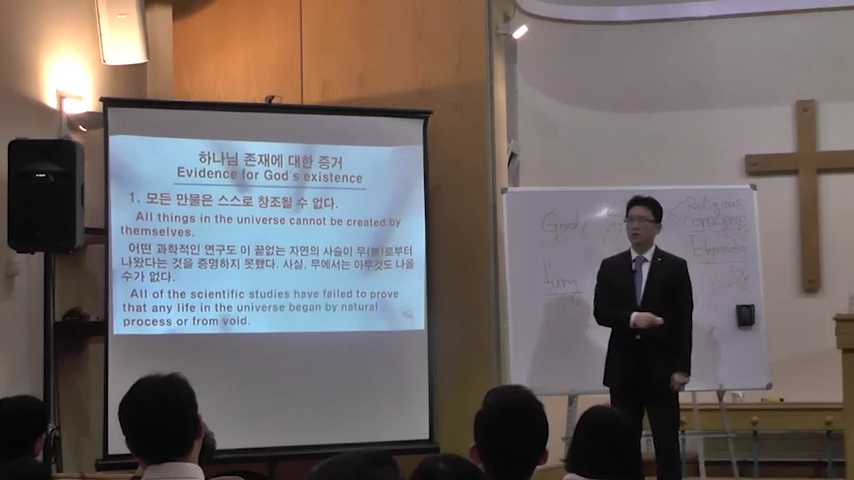 하나님 존재에 대한 증거
Evidence for God's existence
1. 모든 만물은 스스로 창조될 수 없다.
All things in the universe cannot be created by
themselves.
어떤 과학적인 연구도 이 끝없는 자연의 사슬이 무(無)로부터
나왔다는 것을 증명하지 못했다. 사실, 무에서는 아무것도 나올
수가 없다.
All of the scientific studies have failed to prove
that any life in the universe began by natural
process or from void.
God
Religious
conscience
Eternity